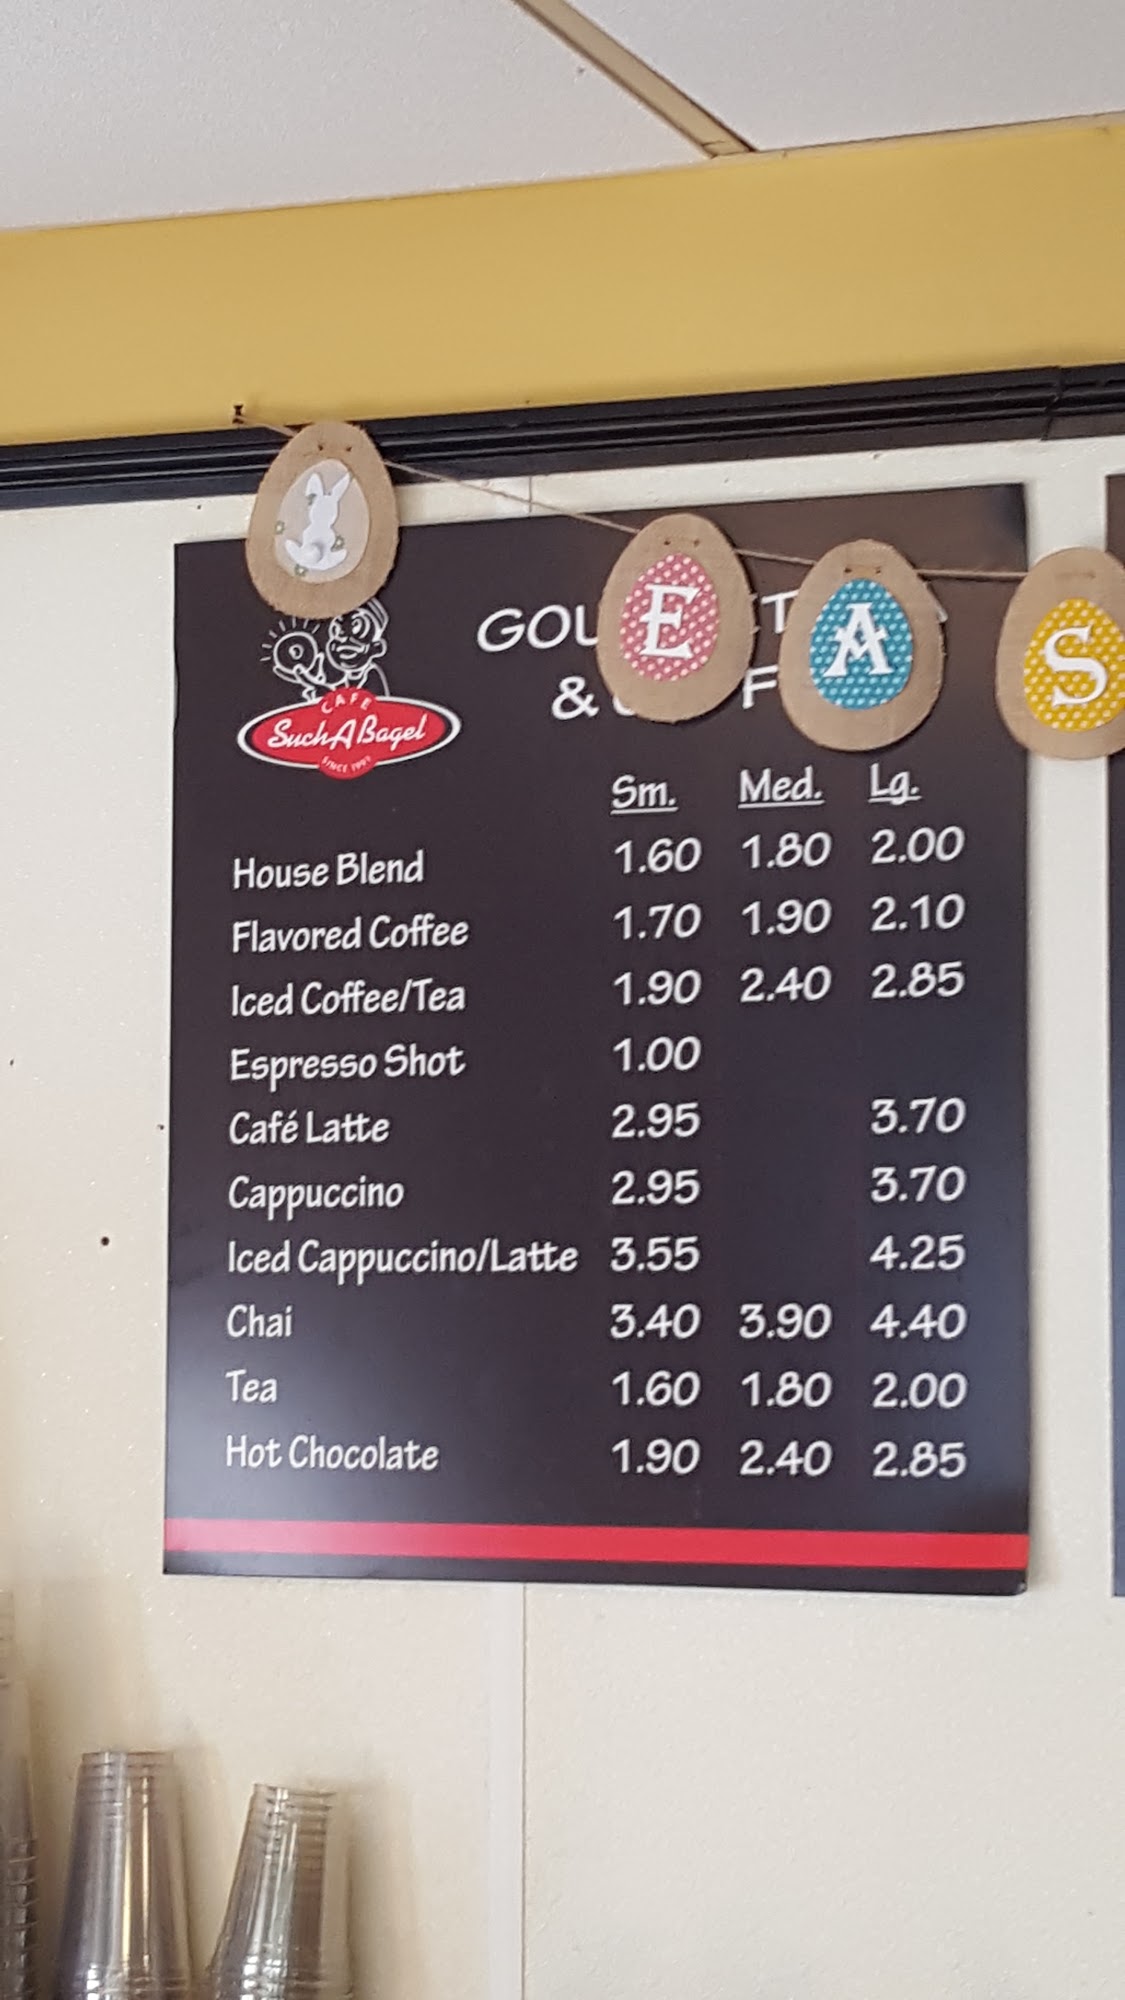 E A S
&
CAFE
SuchABagel
SINCE 1991
Sm. Med. Lg.
House Blend 1.60 1.80 2.00
Flavored Coffee 1.70 1.90 2.10
Iced Coffee/Tea 1.90 2.40 2.85
Espresso Shot 1.00
Café Latte 2.95 3.70
Cappuccino 2.95 3.70
Iced Cappuccino/Latte 3.55 4.25
Chai 3.40 3.90 4.40
Tea 1.60 1.80 2.00
Hot Chocolate 1.90 2.40 2.85